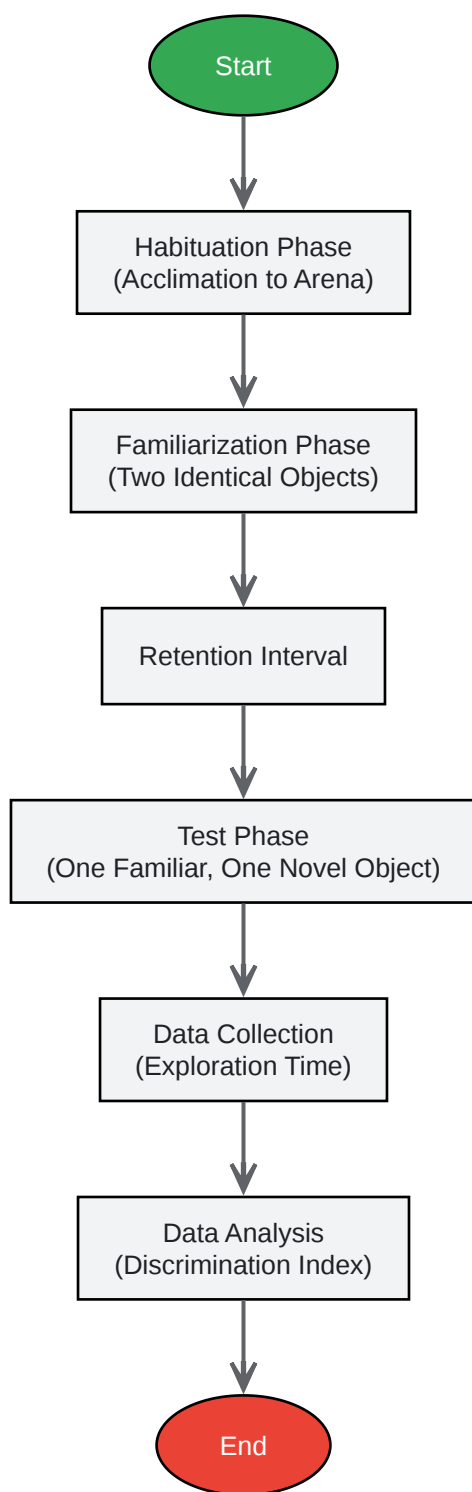 Start
Habituation Phase
(Acclimation to Arena)
Familiarization Phase
(Two Identical Objects)
Retention Interval
Test Phase
(One Familiar, One Novel Object)
Data Collection
(Exploration Time)
Data Analysis
(Discrimination Index)
End